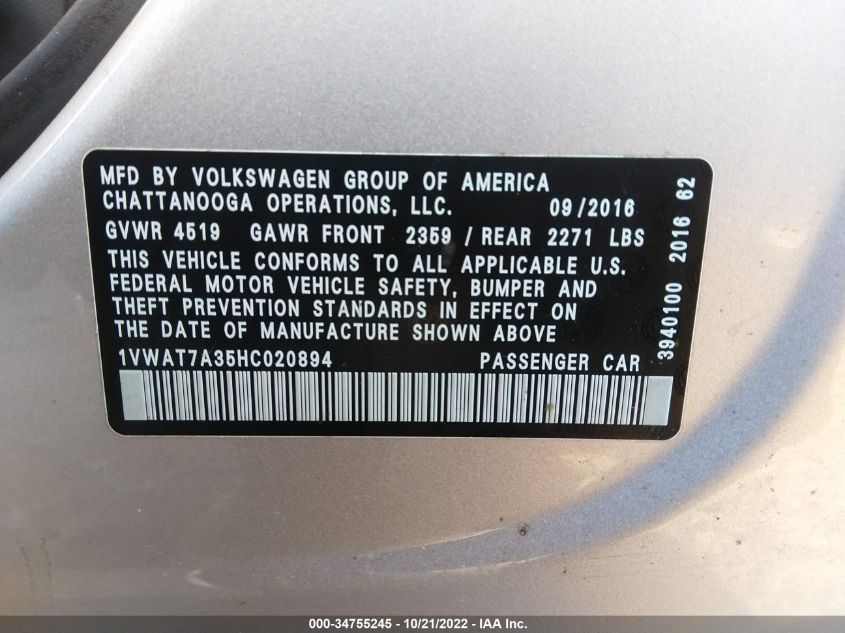 MFD BY VOLKSWAGEN GROUP OF AMERICA
CHATTANOOGA OPERATIONS, LLC. 09/2016
GVWR 4519 GAWR FRONT 2359 / REAR 2271 LBS
THIS VEHICLE CONFORMS TO ALL APPLICABLE U.S.
FEDERAL MOTOR VEHICLE SAFETY, BUMPER AND
THEFT PREVENTION STANDARDS IN EFFECT ON
THE DATE OF MANUFACTURE SHOWN ABOVE
1VWAT7A35HC020894 PASSENGER CAR
3940100 2016 62
000-34755245 - 10/21/2022 - IAA Inc.